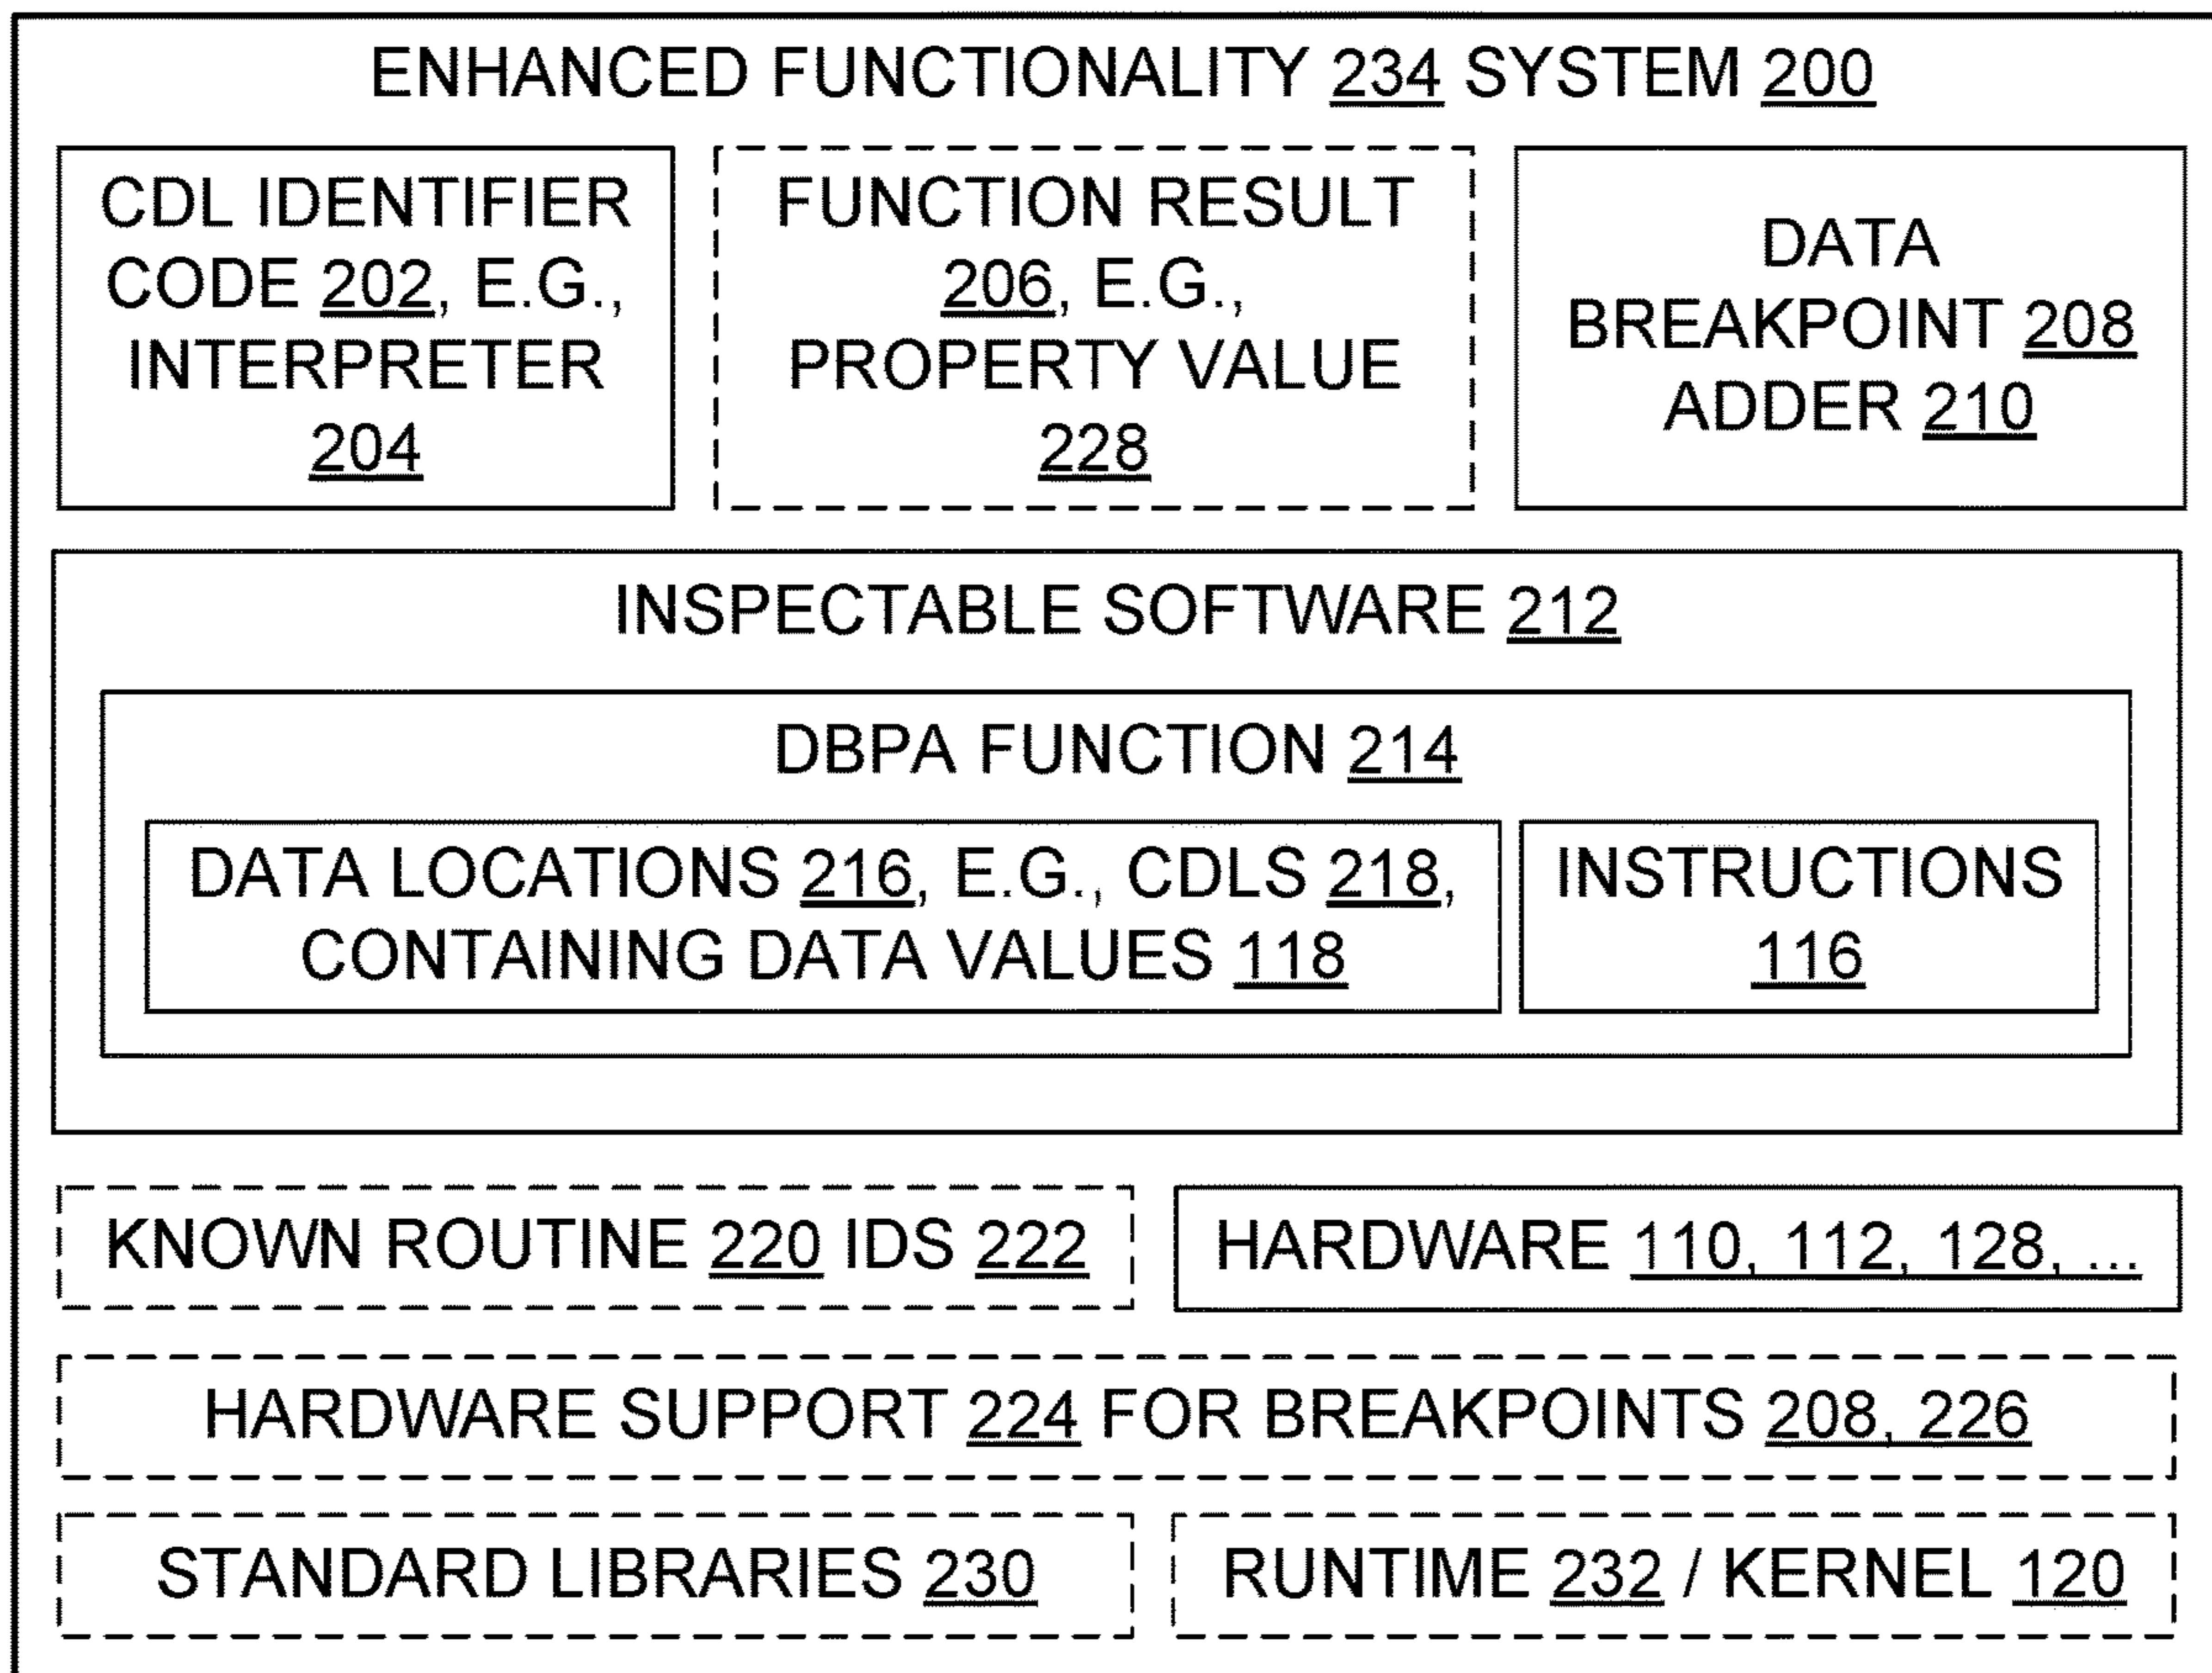 ENHANCED FUNCTIONALITY 234 SYSTEM 200
CDL IDENTIFIER
CODE 202, E.G.,
INTERPRETER
204
FUNCTION RESULT
206, E.G.,
PROPERTY VALUE
228
DATA
BREAKPOINT 208
ADDER 210
INSPECTABLE SOFTWARE 212
DBPA FUNCTION 214
DATA LOCATIONS 216, E.G., CDLS 218,
CONTAINING DATA VALUES 118
INSTRUCTIONS
116
KNOWN ROUTINE 220 IDS 222
HARDWARE 110, 112, 128, ...
HARDWARE SUPPORT 224 FOR BREAKPOINTS 208, 226
STANDARD LIBRARIES 230
RUNTIME 232 / KERNEL 120